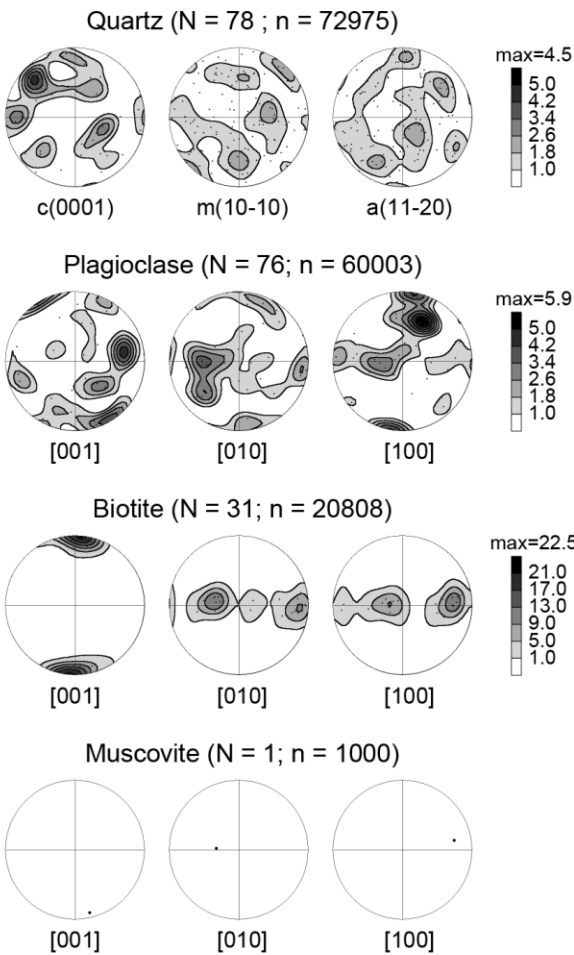 Quartz (N = 78 ; n = 72975)
max=4.5
5.0
4.2
3.4
2.6
1.8
1.0
c(0001) m(10-10) a(11-20)
Plagioclase (N = 76; n = 60003)
max=5.9
5.0
4.2
3.4
2.6
1.8
1.0
[001] [010] [100]
Biotite (N = 31; n = 20808)
max=22.5
21.0
17.0
13.0
9.0
5.0
1.0
[001] [010] [100]
Muscovite (N = 1; n = 1000)
[001] [010] [100]